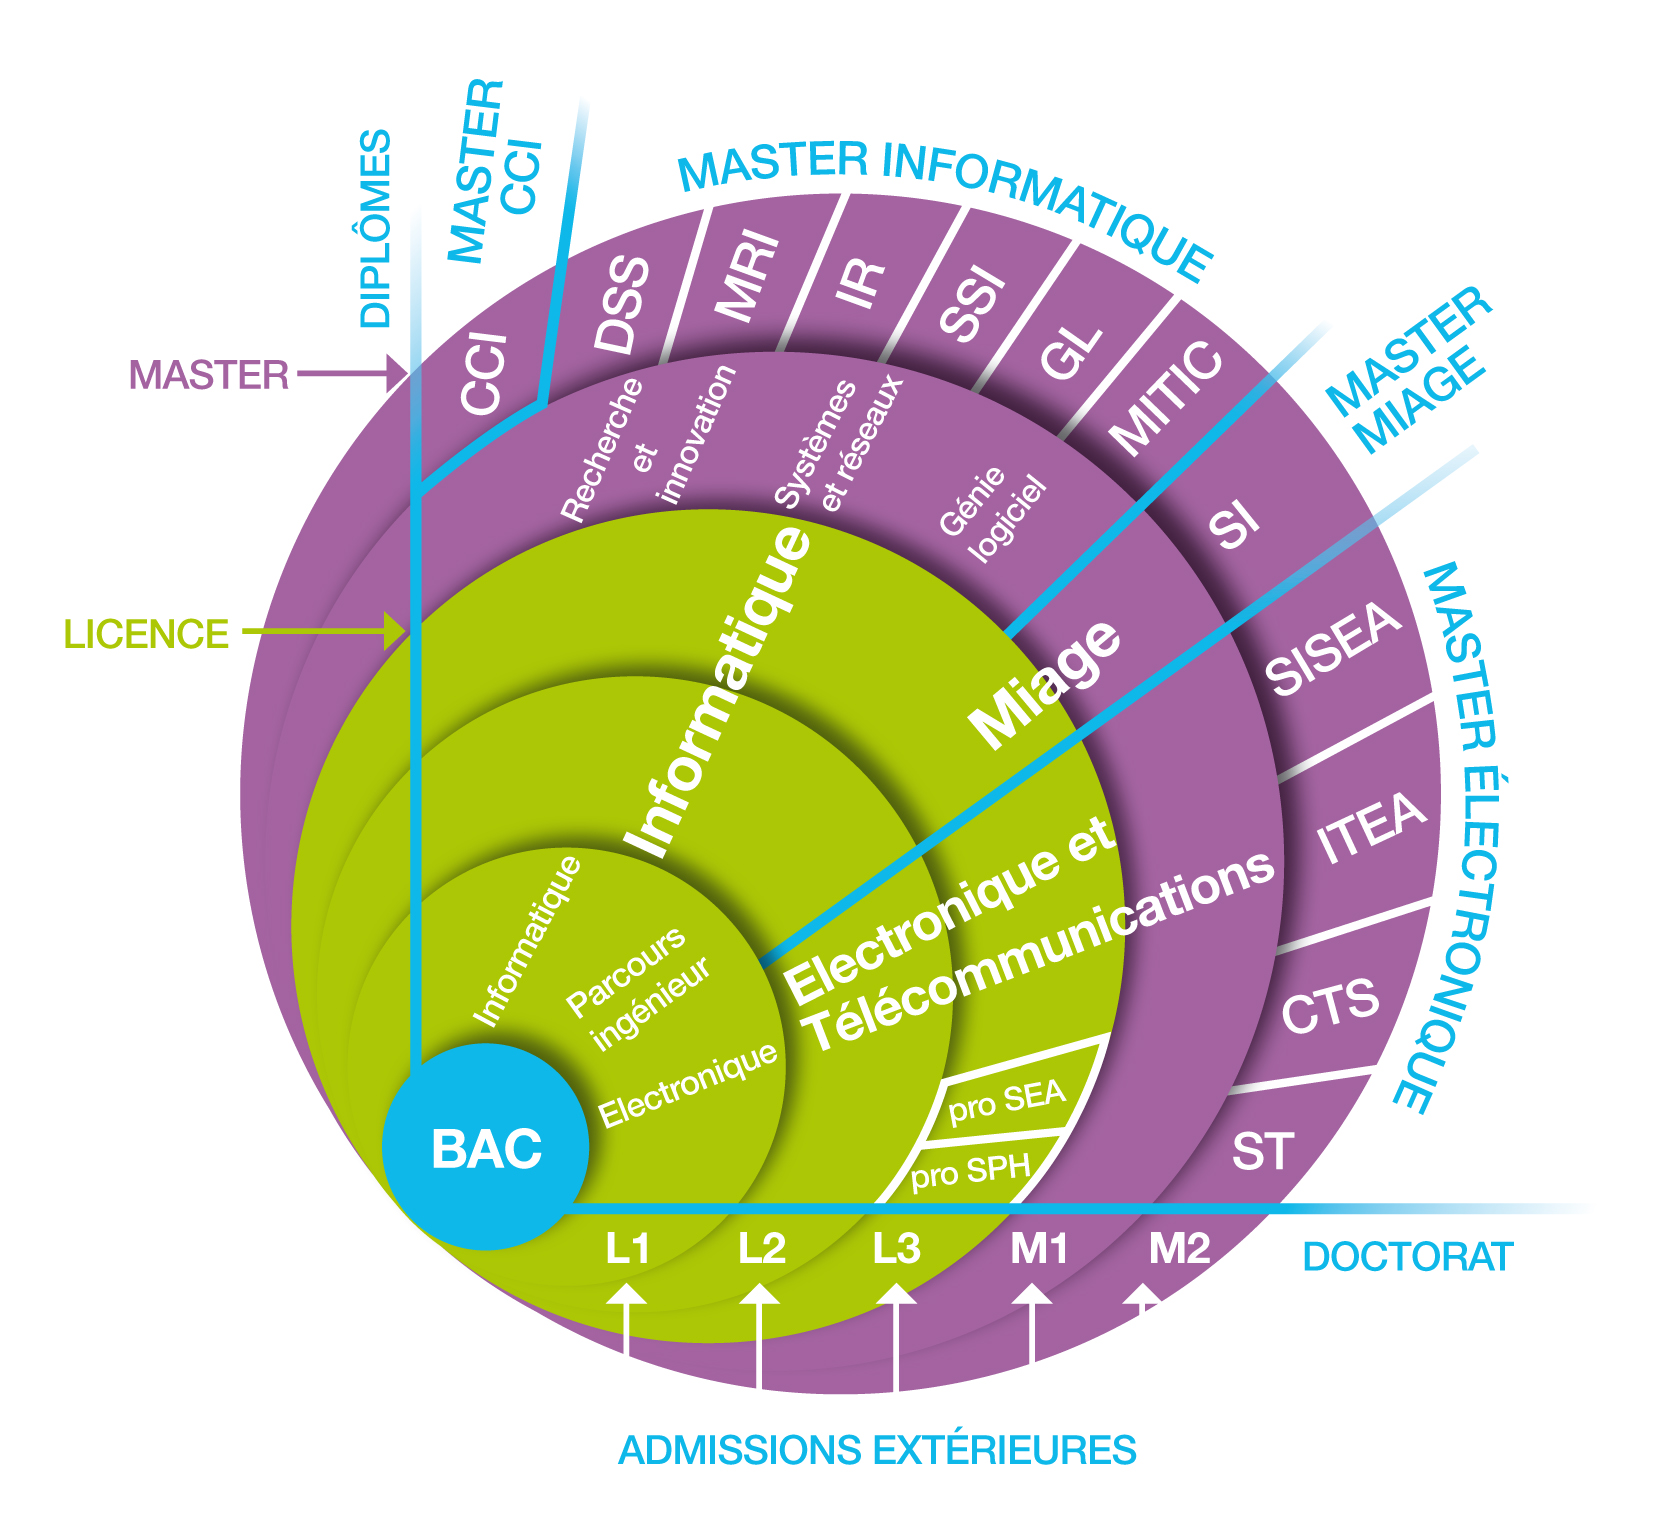 DIPLÔMES
MASTER
CCI
MASTER INFORMATIQUE
MASTER
MIAGE
MASTER ÉLECTRONIQUE
MASTER
LICENCE
CCI
DSS
MRI
IR
SSI
GL
MITIC
SI
SISEA
ITEA
CTS
ST
Recherche
et
innovation
Systèmes
et réseaux
Génie
logiciel
Informatique
Miage
Electronique et
Télécommunications
pro SEA
pro SPH
Informatique
Parcours
ingénieur
Electronique
BAC
L1
L2
L3
M1
M2
DOCTORAT
ADMISSIONS EXTÉRIEURES